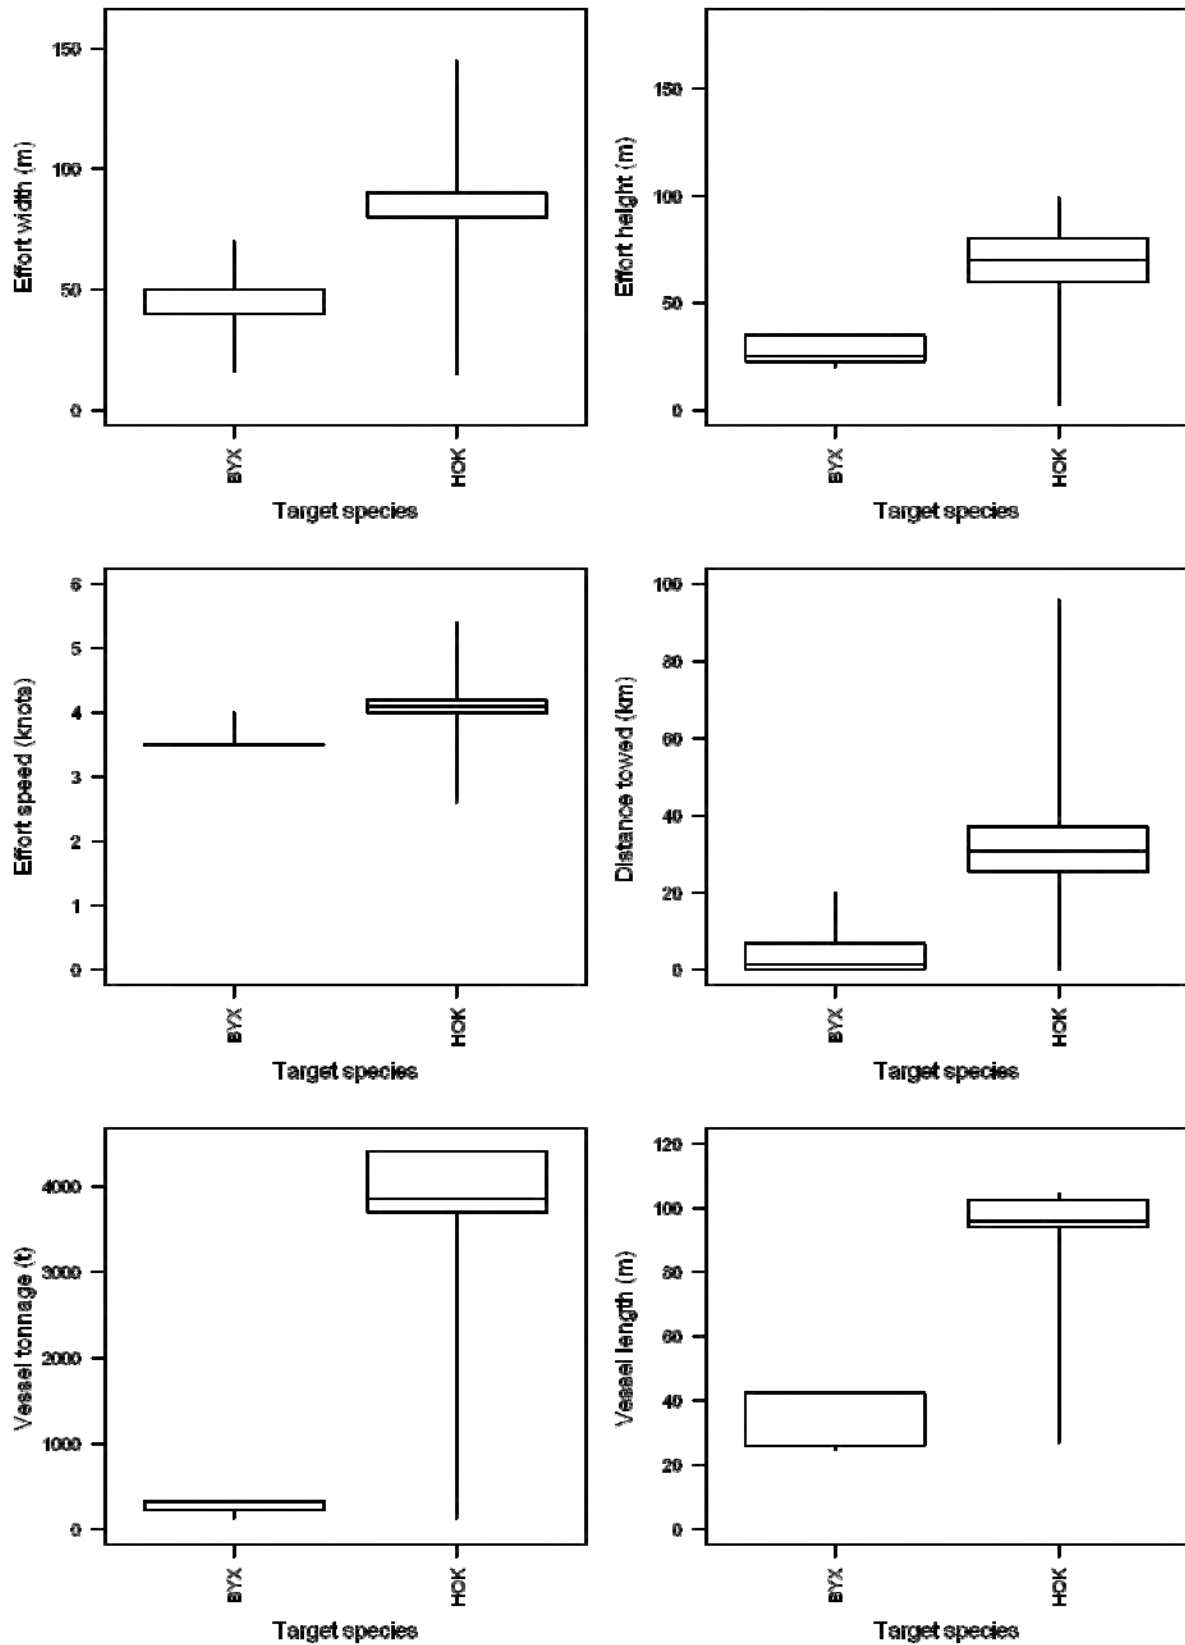 Effort width (m)
150
100
50
0
BYX
HOK
Target species
Effort height (m)
150
100
50
0
BYX
HOK
Target species
Effort speed (knots)
6
5
4
3
2
1
0
BYX
HOK
Target species
Distance towed (km)
100
80
60
40
20
0
BYX
HOK
Target species
Vessel tonnage (t)
4000
3000
2000
1000
0
BYX
HOK
Target species
Vessel length (m)
120
100
80
60
40
20
0
BYX
HOK
Target species